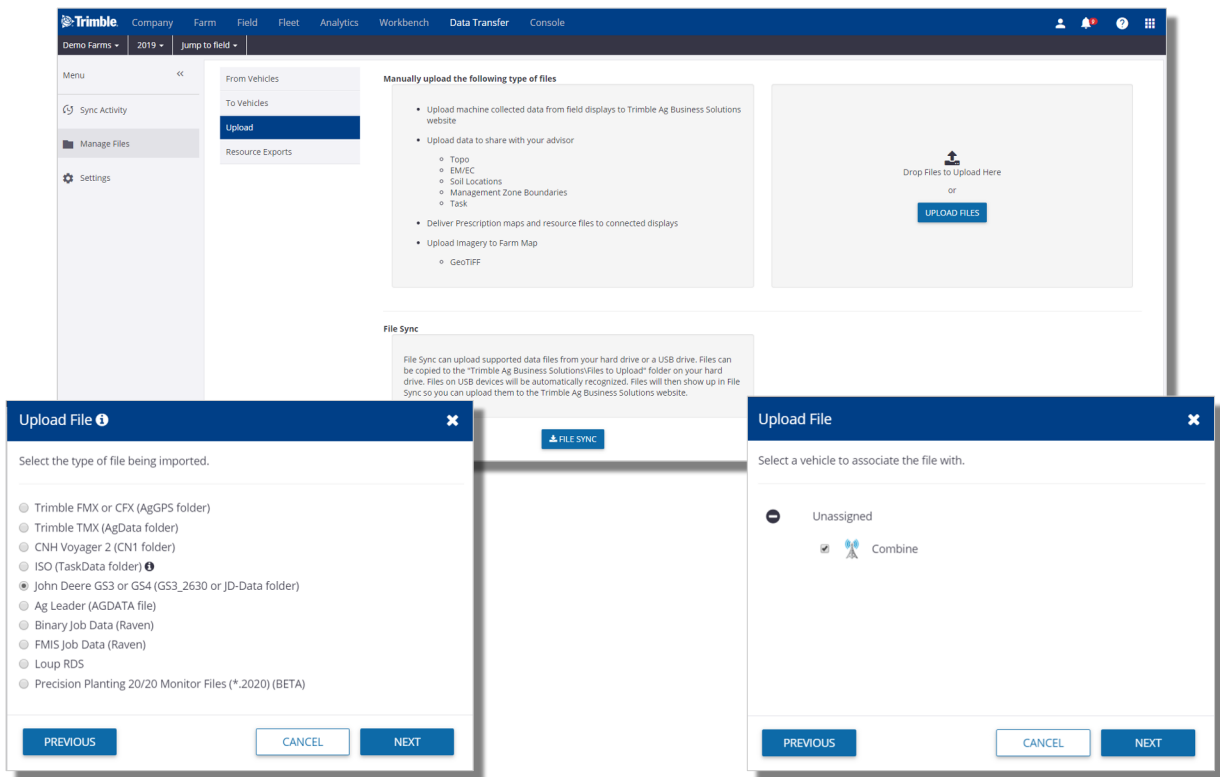 Trimble. Company Farm Field Fleet Analytics Workbench Data Transfer Console
Demo Farms 2019 Jump to field
Menu
Sync Activity
Manage Files
Settings
From Vehicles
To Vehicles
Upload
Resource Exports
Manually upload the following type of files
• Upload machine collected data from field displays to Trimble Ag Business Solutions
website
• Upload data to share with your advisor
○ Topo
○ EM/EC
○ Soil Locations
○ Management Zone Boundaries
○ Task
• Deliver Prescription maps and resource files to connected displays
• Upload Imagery to Farm Map
○ GeoTIFF
Drop Files to Upload Here
or
UPLOAD FILES
File Sync
File Sync can upload supported data files from your hard drive or a USB drive. Files can
be copied to the "Trimble Ag Business Solutions\Files to Upload" folder on your hard
drive. Files on USB devices will be automatically recognized. Files will then show up in File
Sync so you can upload them to the Trimble Ag Business Solutions website.
FILE SYNC
Upload File
Select the type of file being imported.
Trimble FMX or CFX (AgGPS folder)
Trimble TMX (AgData folder)
CNH Voyager 2 (CN1 folder)
ISO (TaskData folder)
John Deere GS3 or GS4 (GS3_2630 or JD-Data folder)
Ag Leader (AGDATA file)
Binary Job Data (Raven)
FMIS Job Data (Raven)
Loup RDS
Precision Planting 20/20 Monitor Files (*.2020) (BETA)
PREVIOUS CANCEL NEXT
Upload File
Select a vehicle to associate the file with.
Unassigned
Combine
PREVIOUS CANCEL NEXT